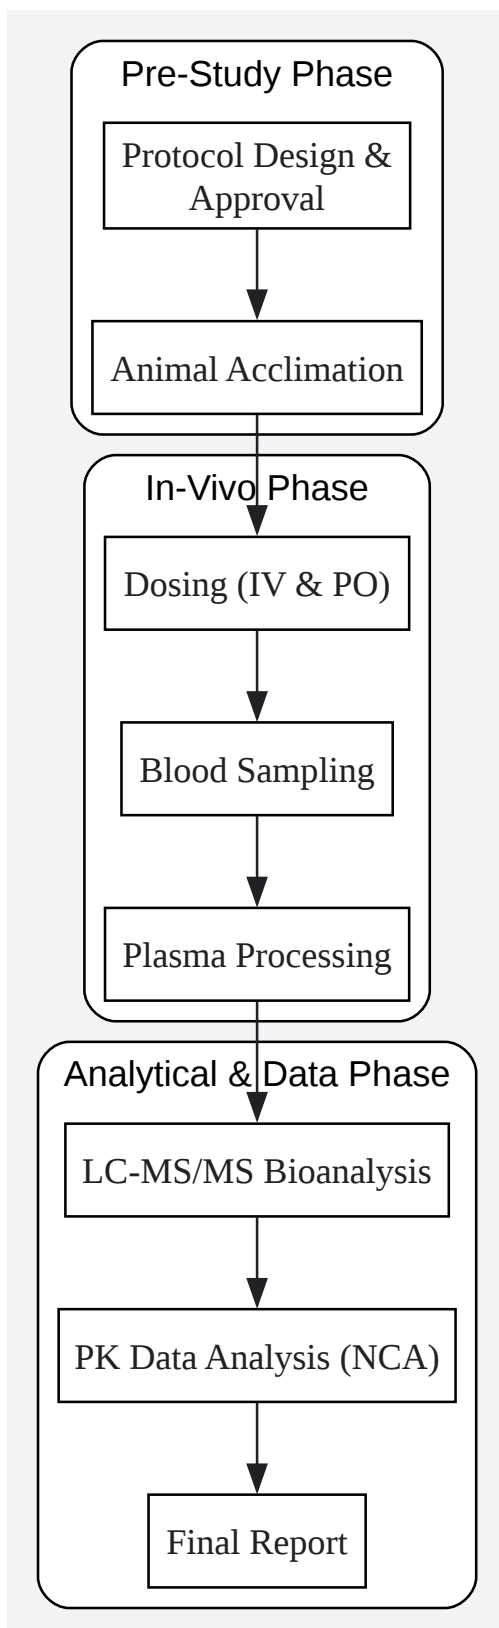 Pre-Study Phase
Protocol Design &
Approval
Animal Acclimation
In-Vivo Phase
Dosing (IV & PO)
Blood Sampling
Plasma Processing
Analytical & Data Phase
LC-MS/MS Bioanalysis
PK Data Analysis (NCA)
Final Report